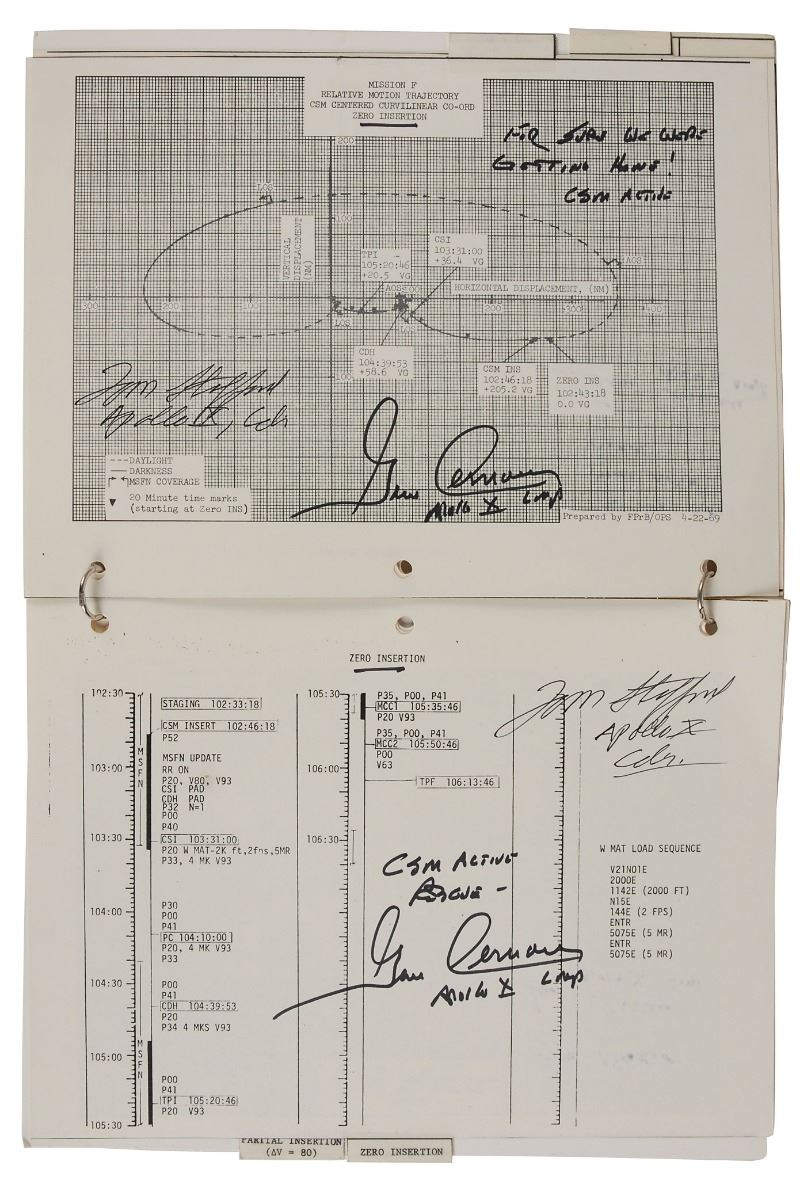 MISSION F
RELATIVE MOTION TRAJECTORY
CSM CENTERED CURVILINEAR CO-ORD
ZERO INSERTION
FOR SURE WE WERE
GETTING HOME!
CSM ACTIVE
200
LOS
100
VERTICAL
DISPLACEMENT
(NM)
TPI
105:20:46
+20.5 VG
CSI
103:31:00
+36.4 VG
AOS
HORIZONTAL DISPLACEMENT, (NM)
300
200
100
AOS
100
200
300
400
LOS
LOS
CDH
104:39:53
+58.6 VG
100
CSM INS
102:46:18
+205.2 VG
ZERO INS
102:43:18
0.0 VG
Tom Stafford
Apollo X, Cdr
Gene Cernan
Apollo X LMP
---DAYLIGHT
DARKNESS
MSFN COVERAGE
20 Minute time marks
(starting at Zero INS)
Prepared by FPrB/OPS 4-22-69
ZERO INSERTION
102:30
STAGING 102:33:18
CSM INSERT 102:46:18
P52
MSFN
MSFN UPDATE
RR ON
103:00
P20, V80, V93
CSI PAD
CDH PAD
P32 N=1
P00
P40
103:30
CSI 103:31:00
P20 W MAT-2K ft,2fps,5MR
P33, 4 MK V93
P30
104:00
P00
P41
PC 104:10:00
P20, 4 MK V93
P33
104:30
P00
P41
CDH 104:39:53
P20
P34 4 MKS V93
MSFN
105:00
P00
P41
TPI 105:20:46
P20 V93
105:30
105:30
P35, P00, P41
MCC1 105:35:46
P20 V93
P35, P00, P41
MCC2 105:50:46
P00
V63
106:00
TPF 106:13:46
106:30
CSM ACTIVE
RESCUE -
Gene Cernan
Apollo X LMP
Tom Stafford
Apollo X
Cdr.
W MAT LOAD SEQUENCE
V21N01E
2000E
1142E (2000 FT)
N15E
144E (2 FPS)
ENTR
5075E (5 MR)
ENTR
5075E (5 MR)
PARTIAL INSERTION
(ΔV = 80)
ZERO INSERTION